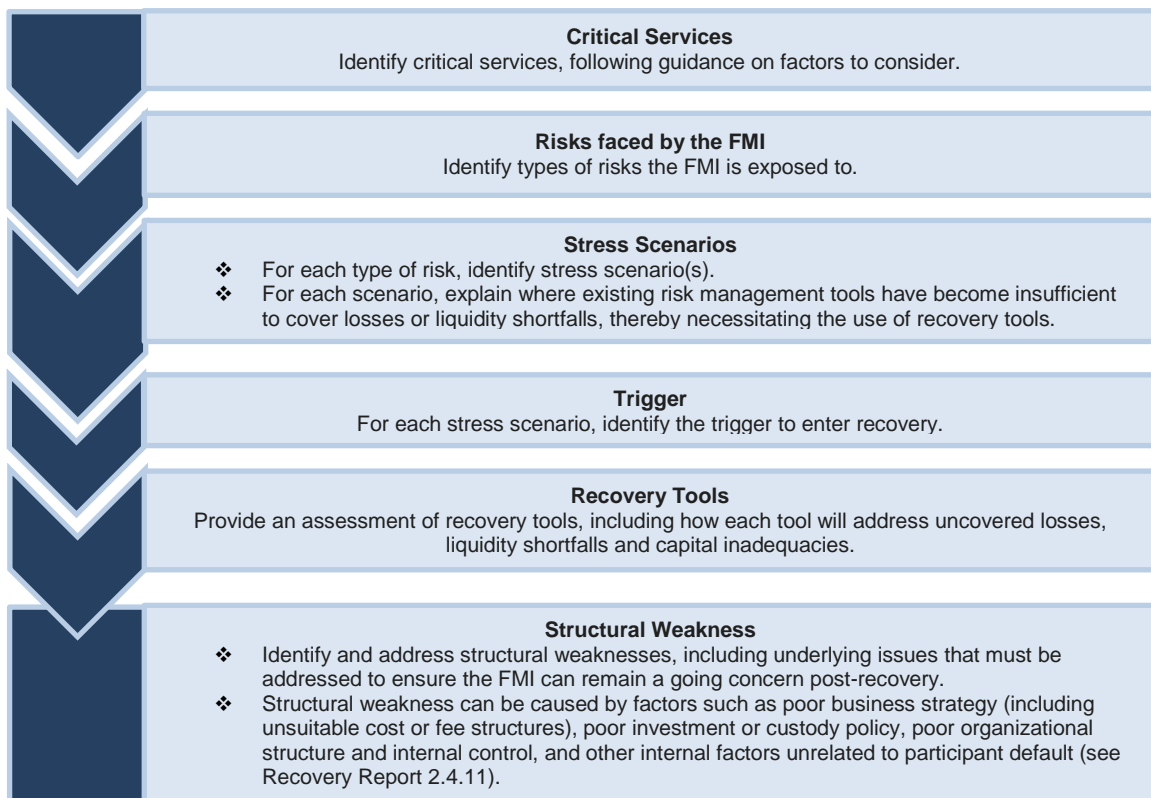 Critical Services
Identify critical services, following guidance on factors to consider.
Risks faced by the FMI
Identify types of risks the FMI is exposed to.
Stress Scenarios
❖ For each type of risk, identify stress scenario(s).
❖ For each scenario, explain where existing risk management tools have become insufficient
to cover losses or liquidity shortfalls, thereby necessitating the use of recovery tools.
Trigger
For each stress scenario, identify the trigger to enter recovery.
Recovery Tools
Provide an assessment of recovery tools, including how each tool will address uncovered losses,
liquidity shortfalls and capital inadequacies.
Structural Weakness
❖ Identify and address structural weaknesses, including underlying issues that must be
addressed to ensure the FMI can remain a going concern post-recovery.
❖ Structural weakness can be caused by factors such as poor business strategy (including
unsuitable cost or fee structures), poor investment or custody policy, poor organizational
structure and internal control, and other internal factors unrelated to participant default (see
Recovery Report 2.4.11).